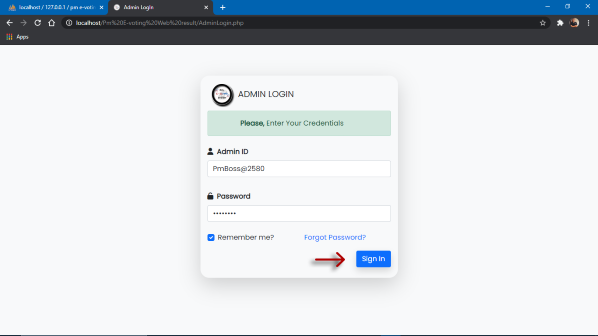 localhost / 127.0.0.1 / pm e-votin
Admin Login
localhost/Pm%20E-voting%20Web%20result/AdminLogin.php
Apps
ADMIN LOGIN
Please, Enter Your Credentials
Admin ID
PmBoss@2580
Password
••••••••
Remember me?
Forgot Password?
Sign In